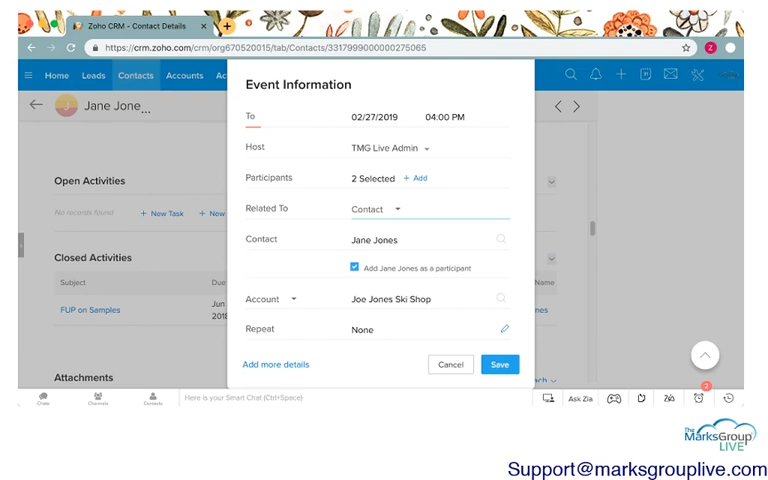 Zoho CRM - Contact Details
https://crm.zoho.com/crm/org670520015/tab/Contacts/3317999000000275065
Z
Home Leads Contacts Accounts
J Jane Jone...
Event Information
To 02/27/2019 04:00 PM
Host TMG Live Admin
Participants 2 Selected + Add
Related To Contact
Contact Jane Jones
Add Jane Jones as a participant
Account Joe Jones Ski Shop
Repeat None
Add more details Cancel Save
Open Activities
No records found + New Task + New
Closed Activities
Subject Due Name
FUP on Samples Jun 2018 nes
Attachments
2
Chats Channels Contacts Here is your Smart Chat (Ctrl+Space) Ask Zia
The MarksGroup LIVE
Support@marksgrouplive.com